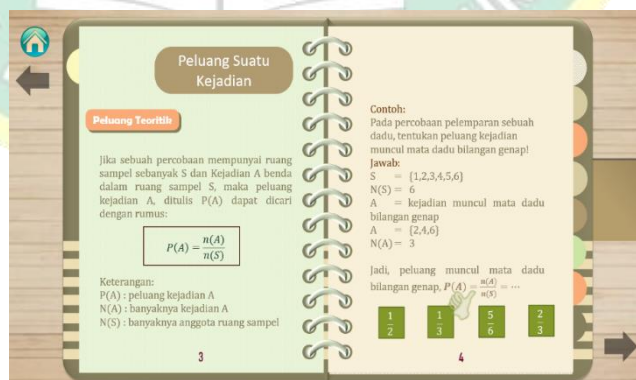 Peluang Suatu
Kejadian
Peluang Teoritik
Jika sebuah percobaan mempunyai ruang
sampel sebanyak S dan Kejadian A benda
dalam ruang sampel S, maka peluang
kejadian A, ditulis P(A) dapat dicari
dengan rumus:
P(A) = n(A)/n(S)
Keterangan:
P(A) : peluang kejadian A
N(A) : banyaknya kejadian A
N(S) : banyaknya anggota ruang sampel
3
Contoh:
Pada percobaan pelemparan sebuah
dadu, tentukan peluang kejadian
muncul mata dadu bilangan genap!
Jawab:
S = {1,2,3,4,5,6}
N(S) = 6
A = kejadian muncul mata dadu
bilangan genap
A = {2,4,6}
N(A) = 3
Jadi, peluang muncul mata dadu
bilangan genap, P(A) = n(A)/n(S) = ⋯
1/2 1/3 5/6 2/3
4